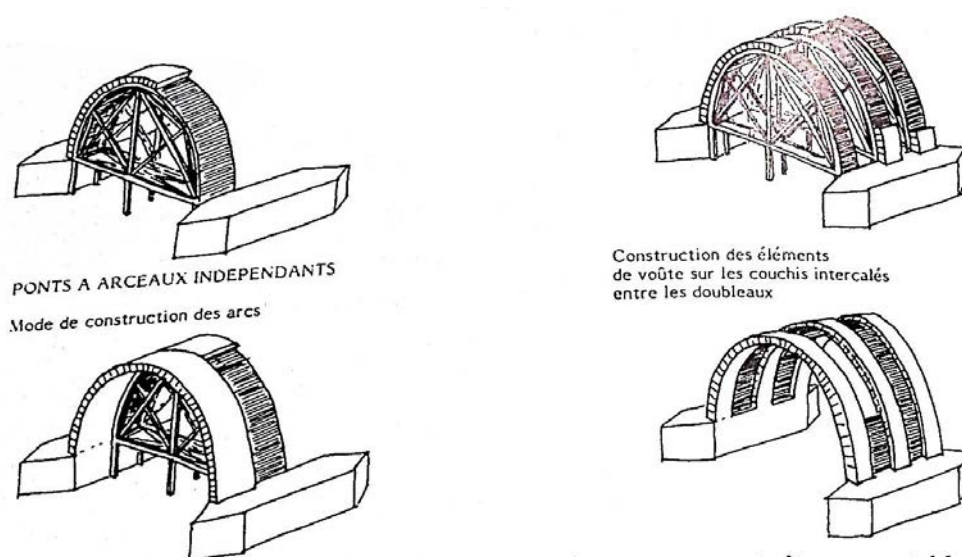 PONTS A ARCEAUX INDEPENDANTS
Mode de construction des arcs
Construction des éléments
de voûte sur les couchis intercalés
entre les doubleaux